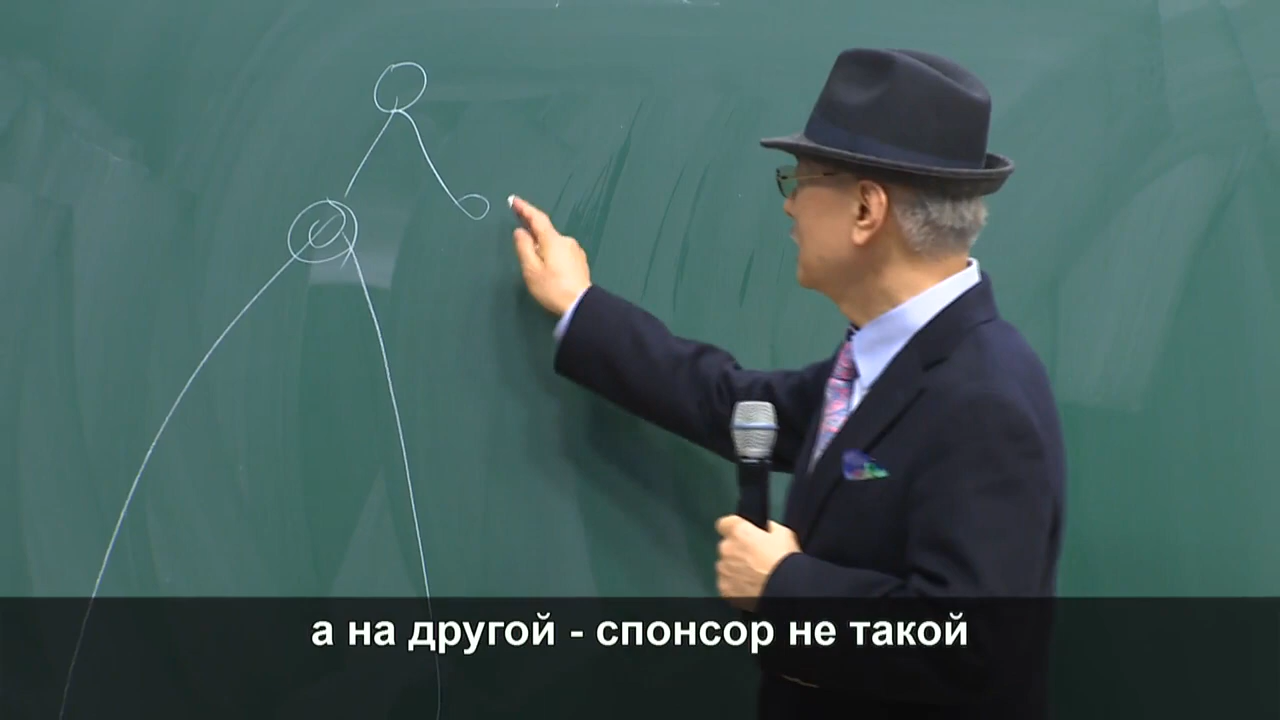 а на другой - спонсор не такой